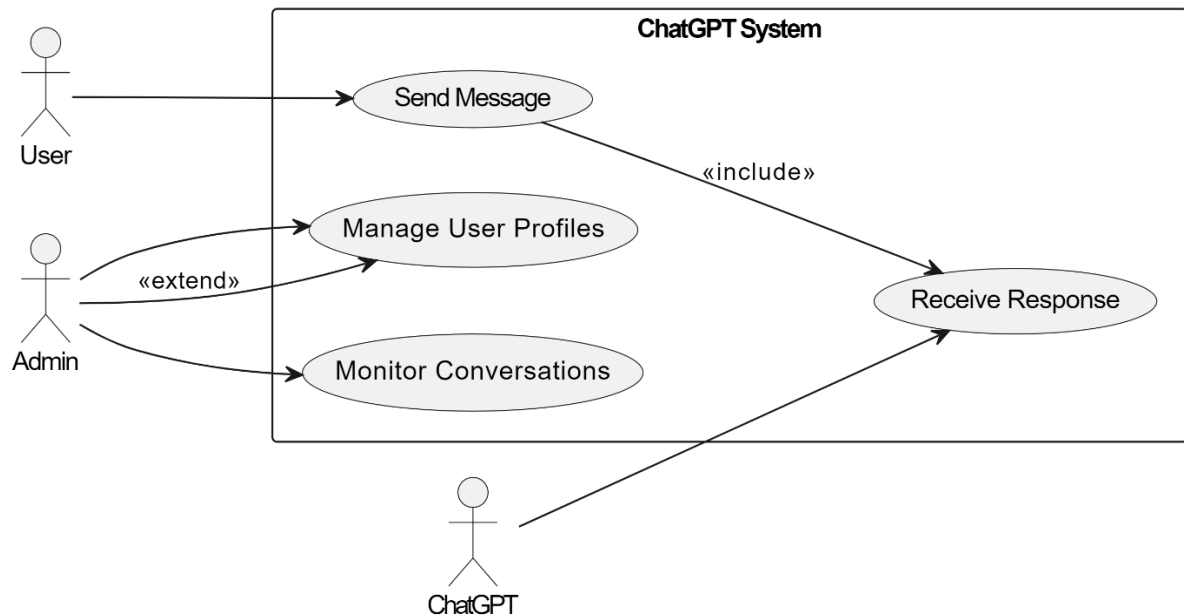 ChatGPT System
User
Send Message
«include»
Manage User Profiles
«extend»
Admin
Receive Response
Monitor Conversations
ChatGPT